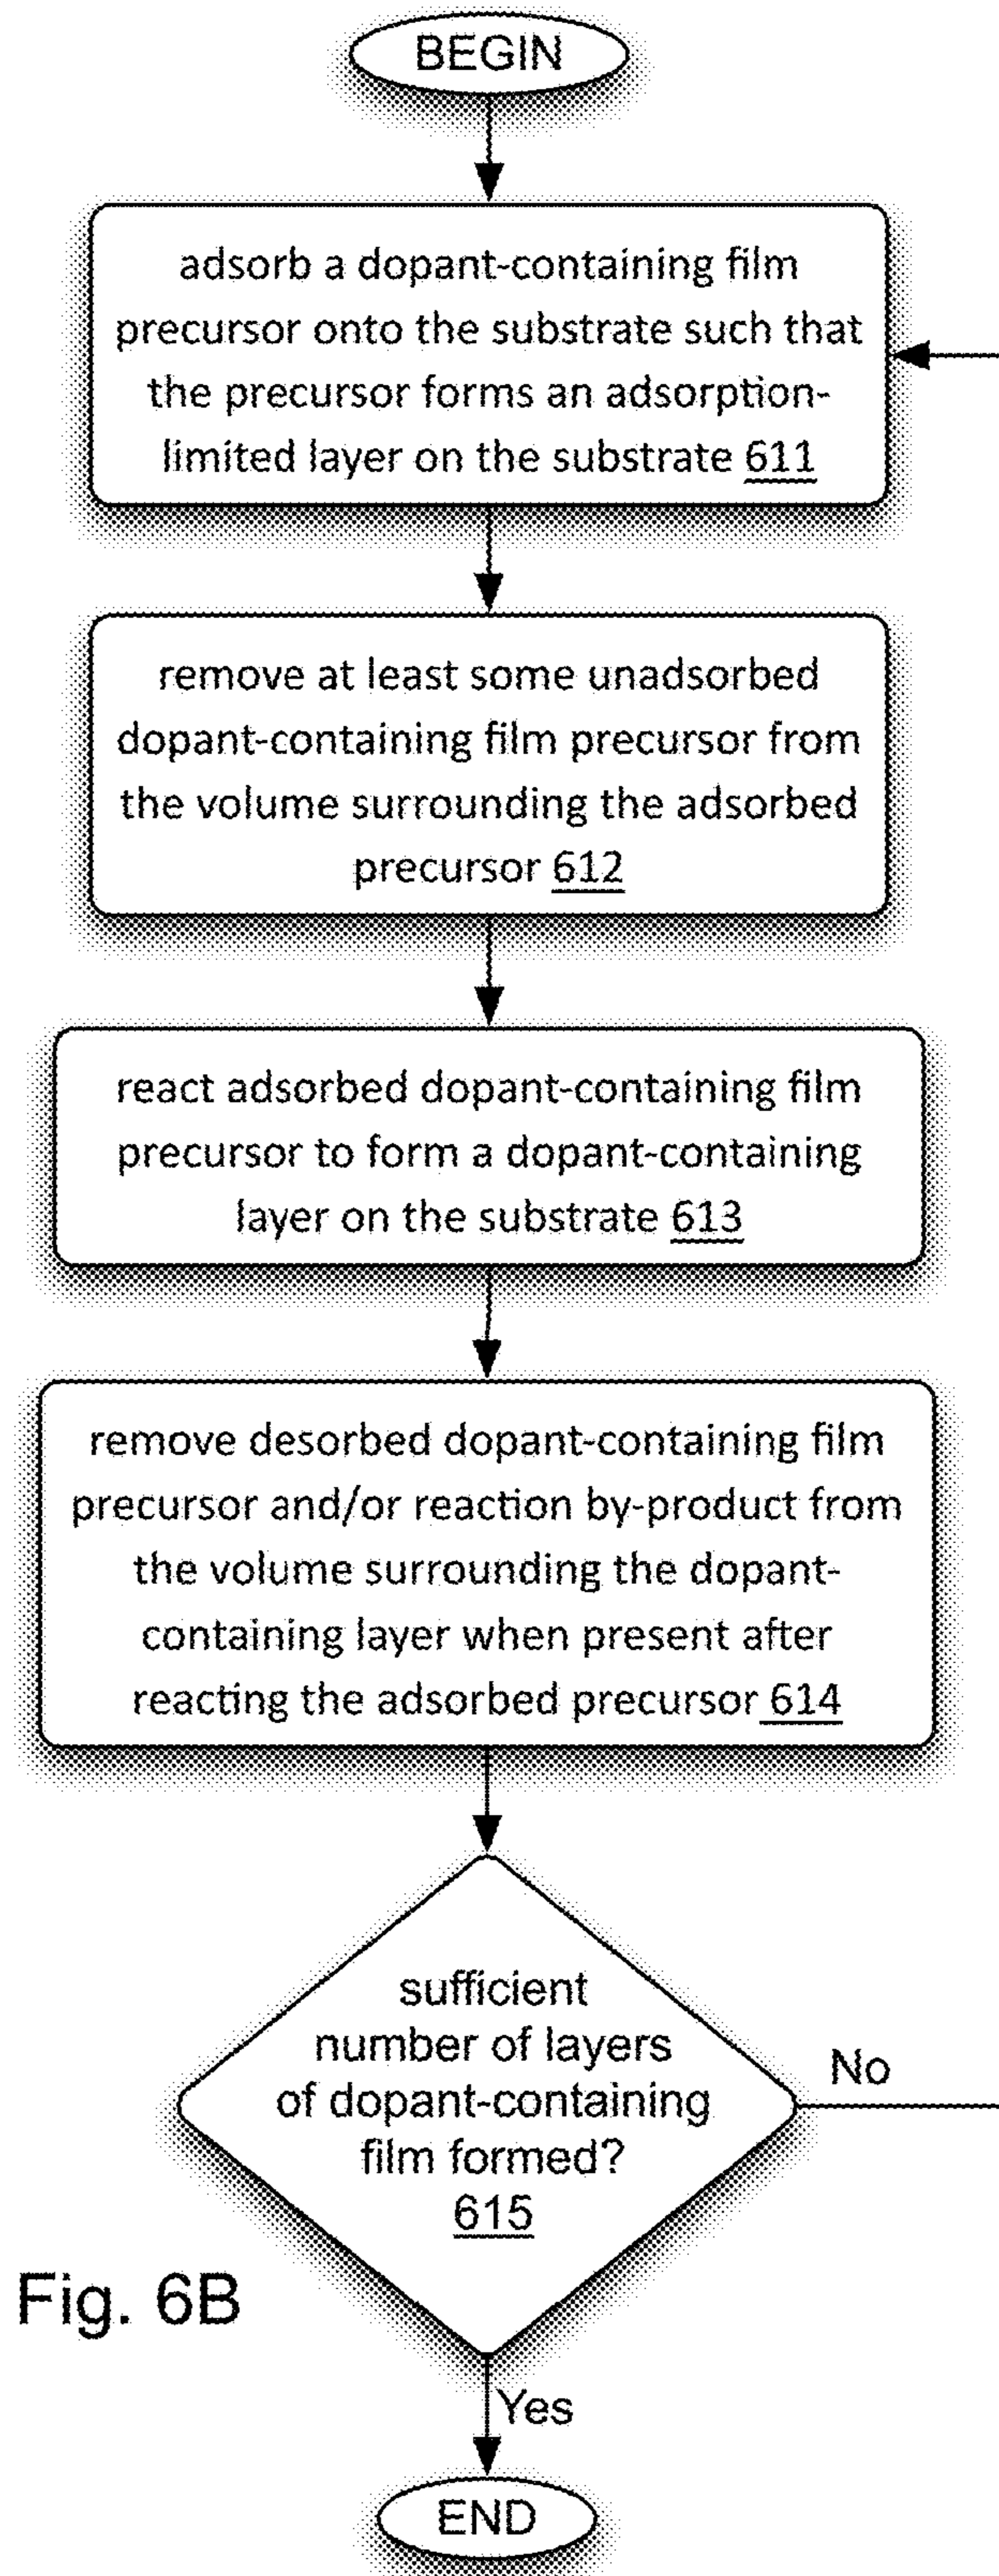 BEGIN
adsorb a dopant-containing film
precursor onto the substrate such that
the precursor forms an adsorption-
limited layer on the substrate 611
remove at least some unadsorbed
dopant-containing film precursor from
the volume surrounding the adsorbed
precursor 612
react adsorbed dopant-containing film
precursor to form a dopant-containing
layer on the substrate 613
remove desorbed dopant-containing film
precursor and/or reaction by-product from
the volume surrounding the dopant-
containing layer when present after
reacting the adsorbed precursor 614
sufficient
number of layers
of dopant-containing
film formed?
615
No
Fig. 6B
Yes
END